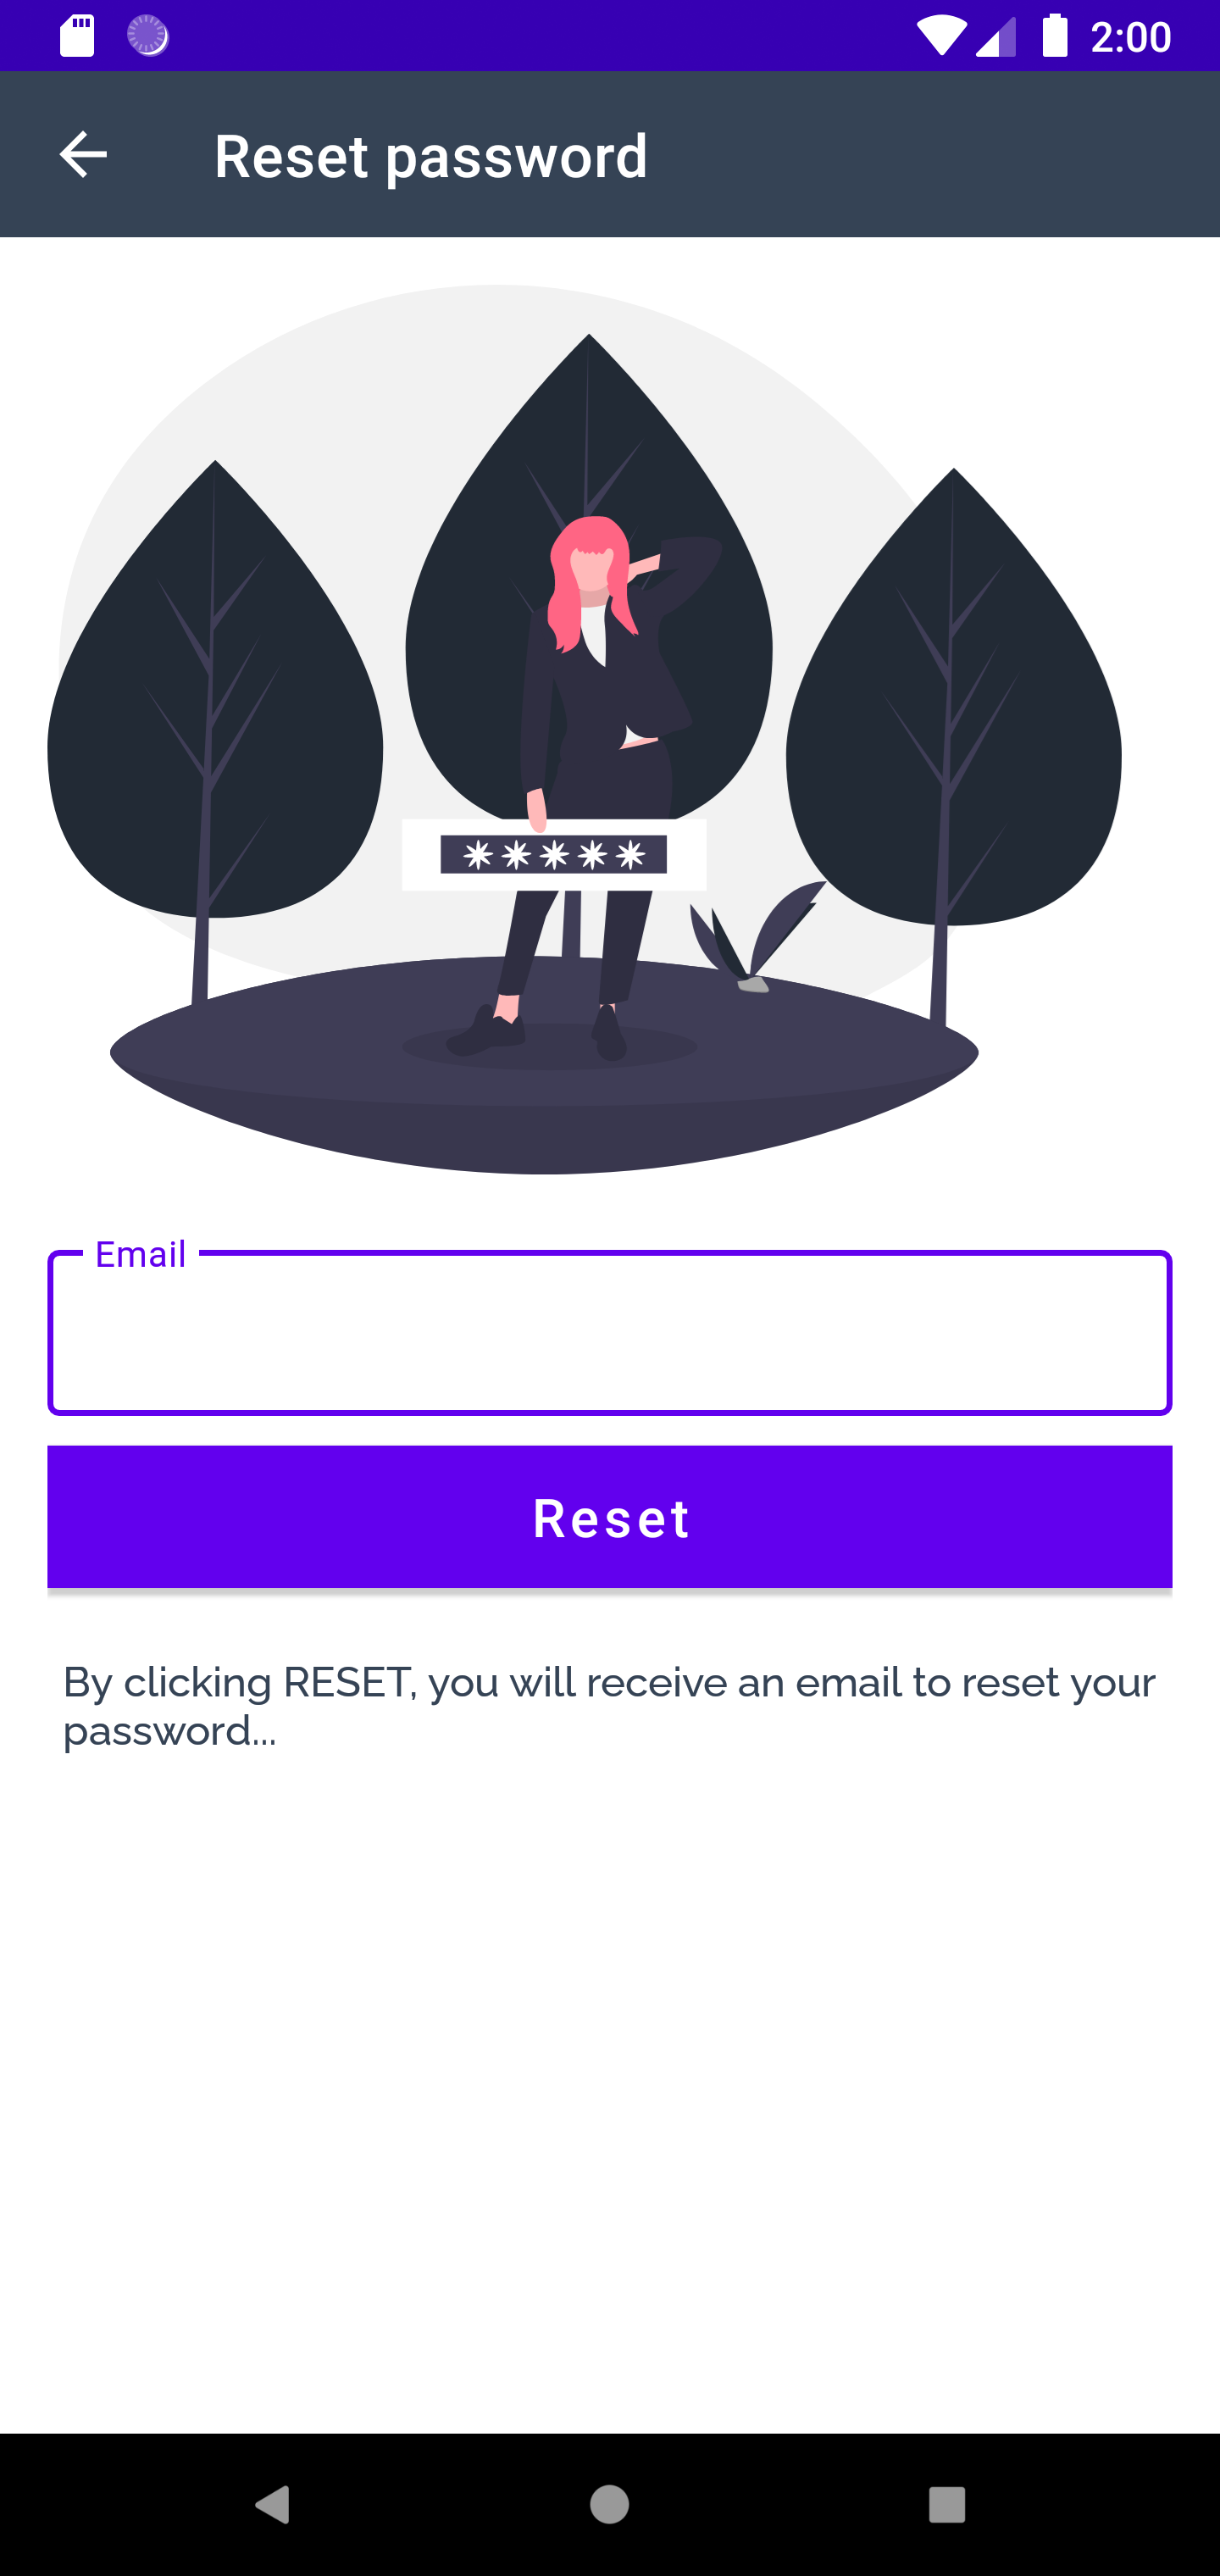 2:00
Reset password
Email
Reset
By clicking RESET, you will receive an email to reset your
password...